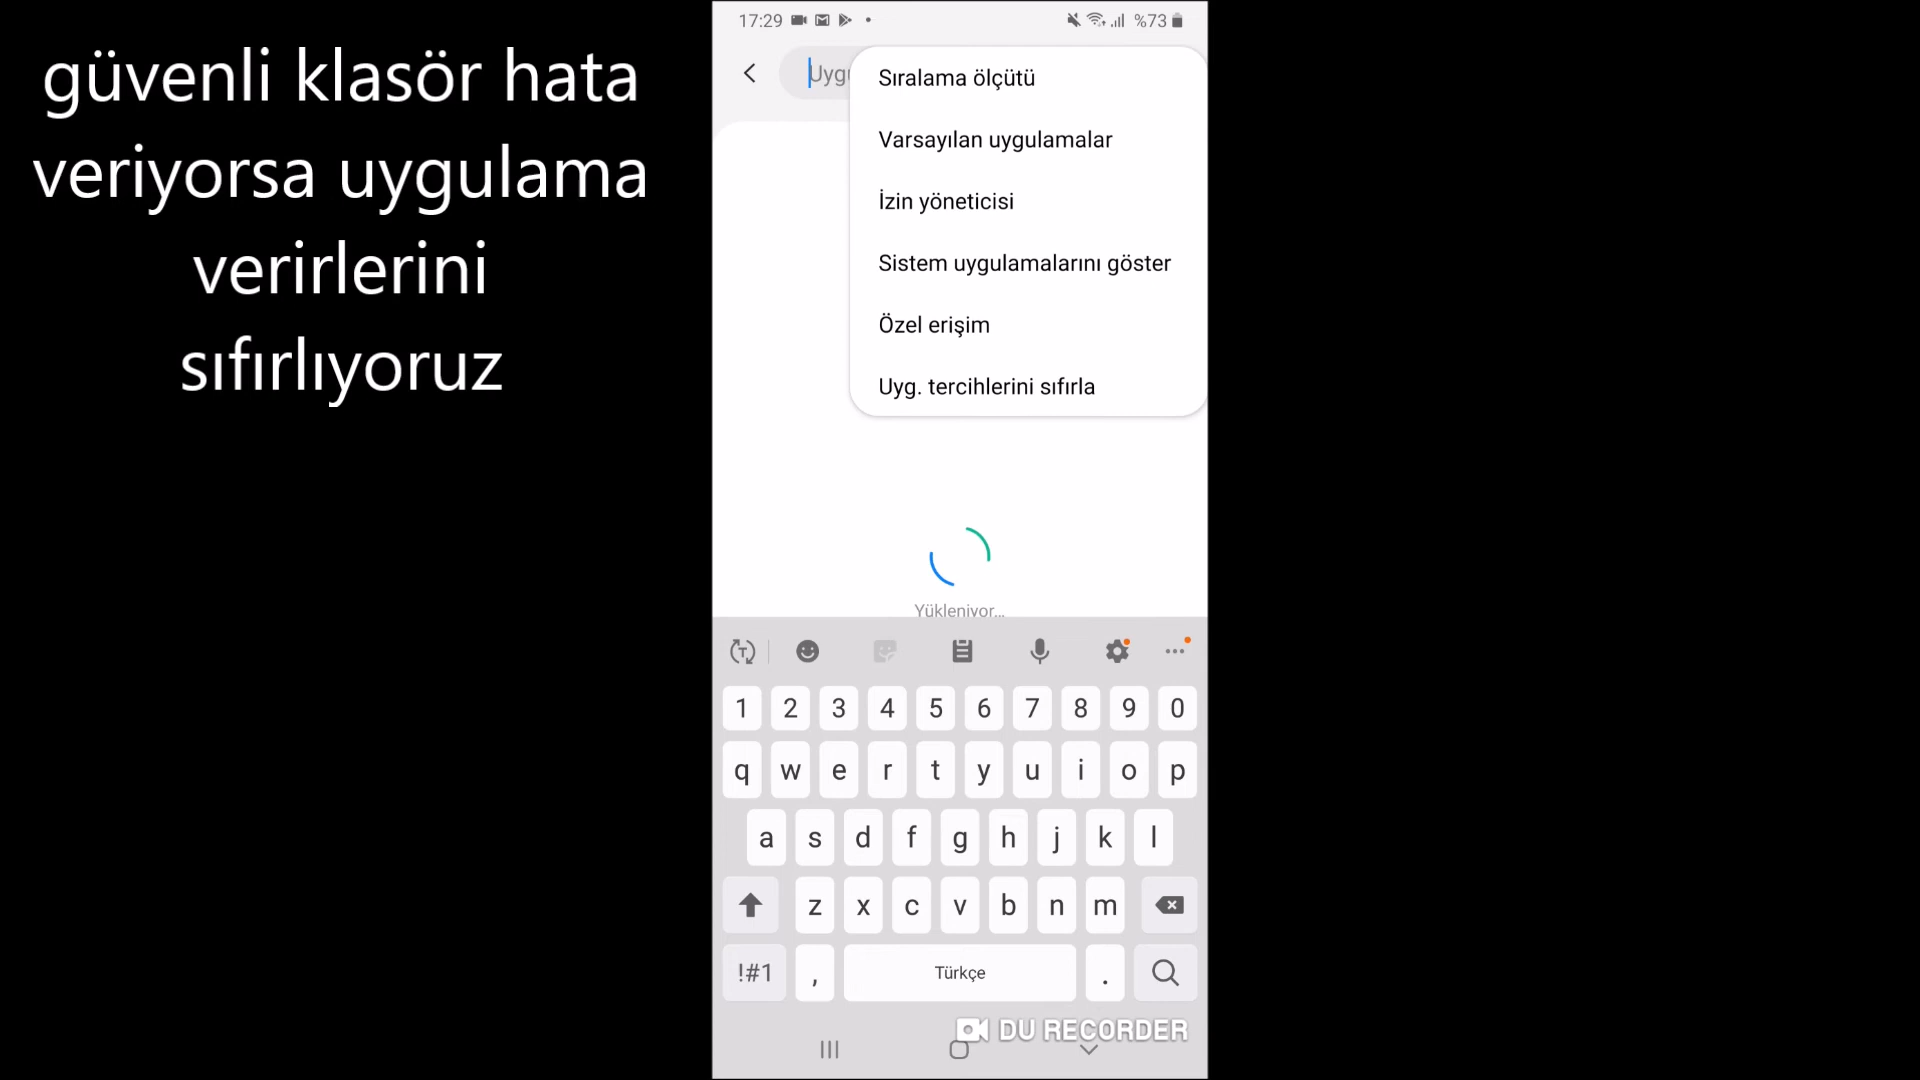 güvenli klasör hata
veriyorsa uygulama
verirlerini
sıfırlıyoruz
17:29
%73
Uygu
Sıralama ölçütü
Varsayılan uygulamalar
İzin yöneticisi
Sistem uygulamalarını göster
Özel erişim
Uyg. tercihlerini sıfırla
Yükleniyor...
1 2 3 4 5 6 7 8 9 0
q w e r t y u i o p
a s d f g h j k l
z x c v b n m
!#1 , Türkçe .
DU RECORDER